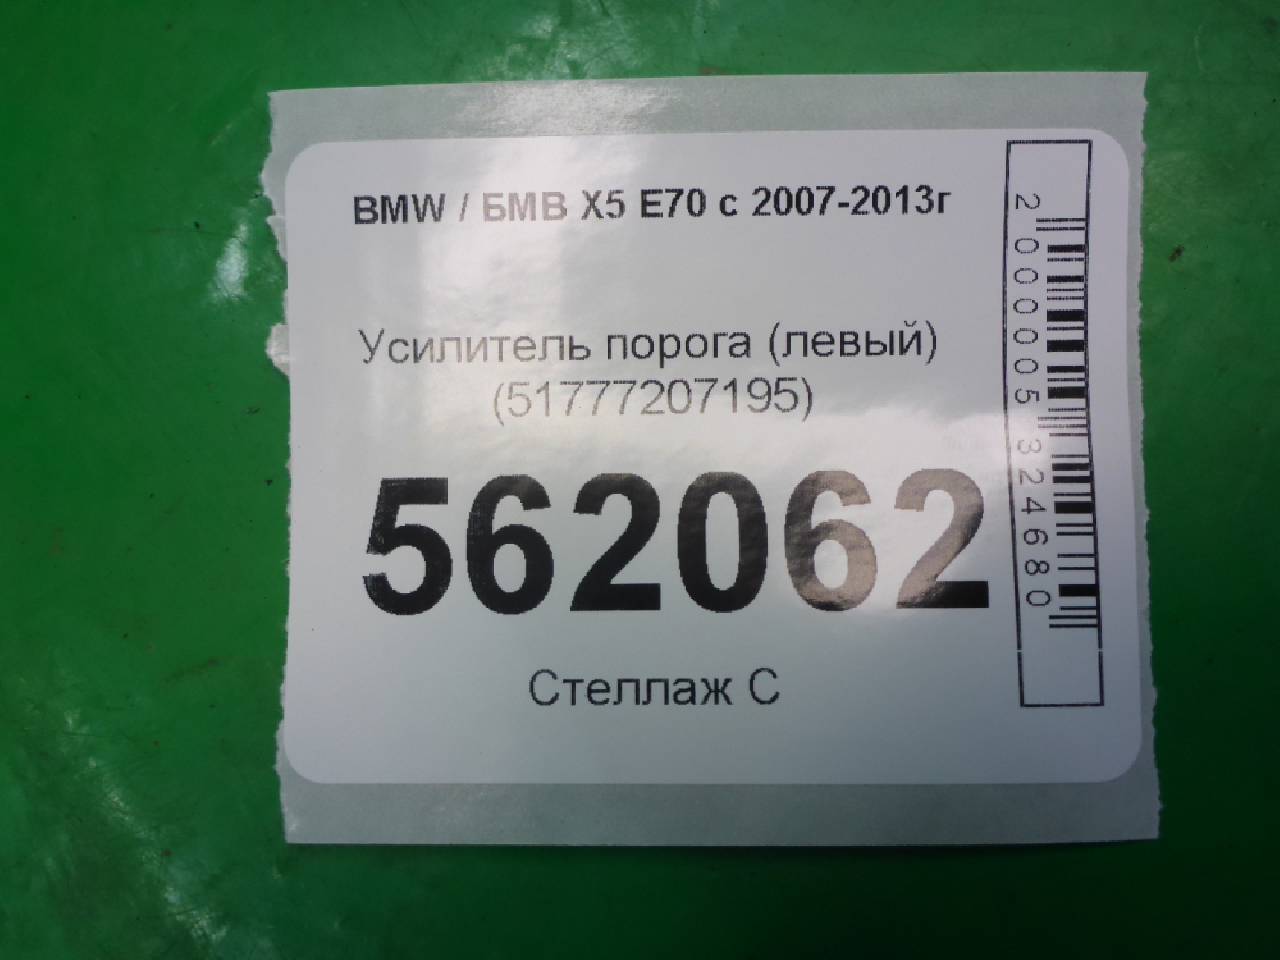 BMW / БМВ X5 E70 с 2007-2013г
Усилитель порога (левый)
(51777207195)
562062
Стеллаж С
2000005324680